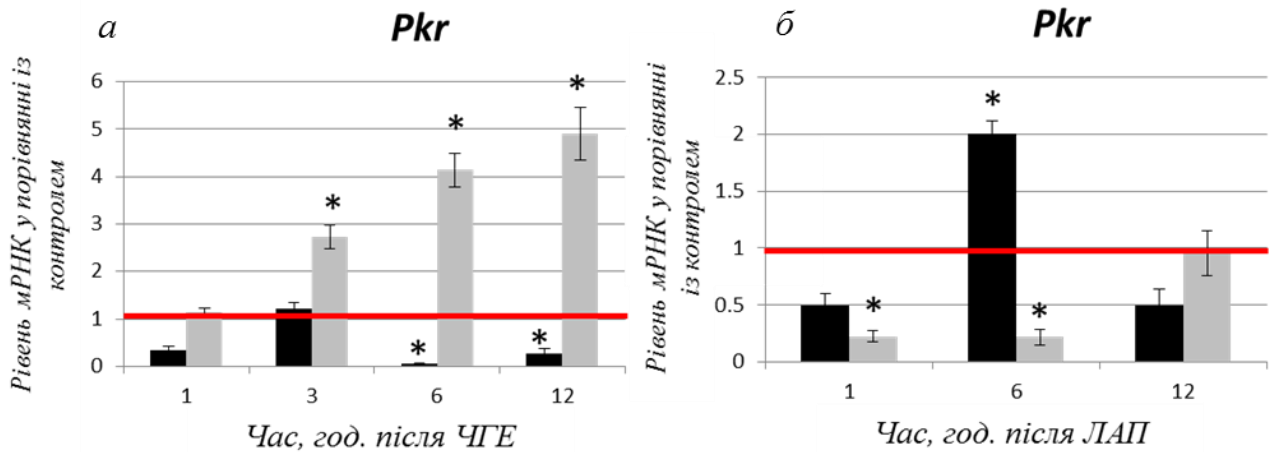 а
Pkr
Рівень мРНК у порівнянні із
контролем
6
5
4
3
2
1
0
*
*
*
*
*
1
3
6
12
Час, год. після ЧГЕ
б
Pkr
Рівень мРНК у порівнянні
із контролем
2.5
2
1.5
1
0.5
0
*
*
*
1
6
12
Час, год. після ЛАП